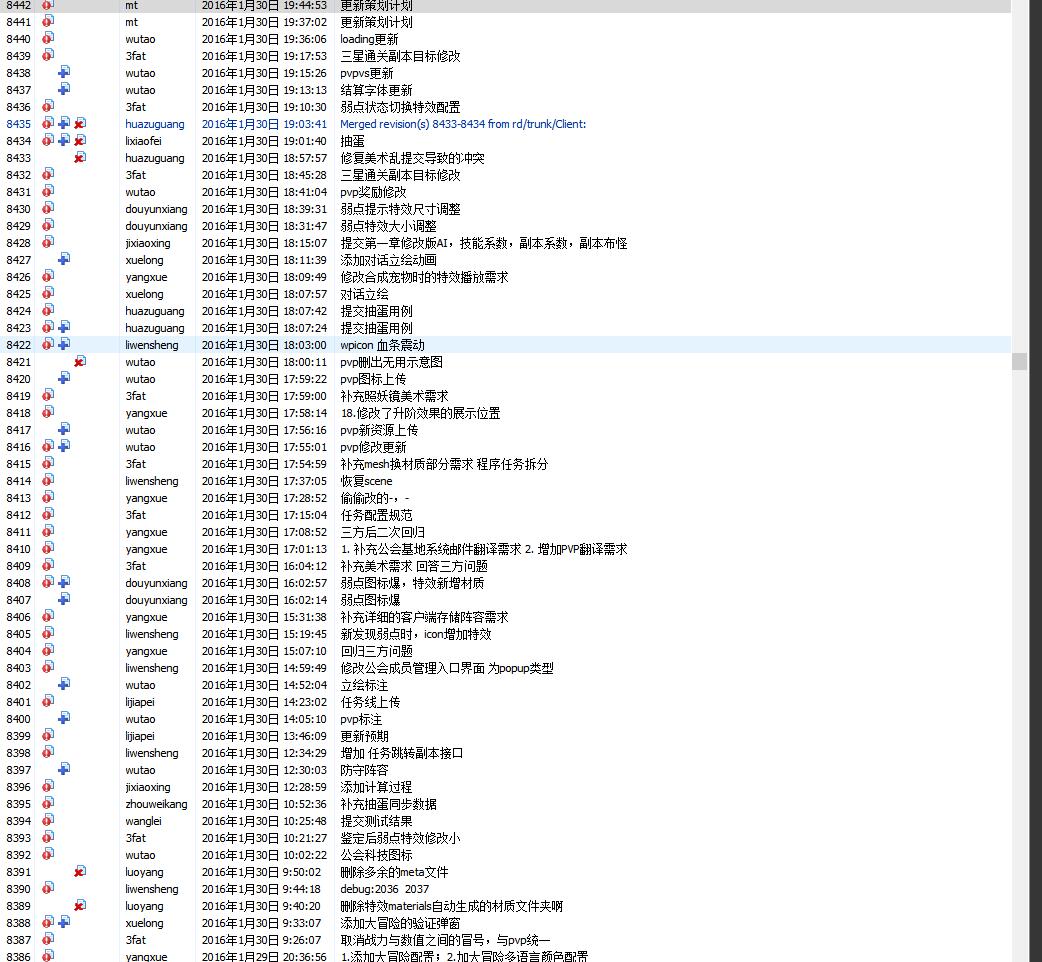 8442 mt 2016年1月30日 19:44:53 更新策划计划
8441 mt 2016年1月30日 19:37:02 更新策划计划
8440 wutao 2016年1月30日 19:36:06 loading更新
8439 3fat 2016年1月30日 19:17:53 三星通关副本目标修改
8438 wutao 2016年1月30日 19:15:26 pvpvs更新
8437 wutao 2016年1月30日 19:13:13 结算字体更新
8436 3fat 2016年1月30日 19:10:30 弱点状态切换特效配置
8435 huazuguang 2016年1月30日 19:03:41 Merged revision(s) 8433-8434 from rd/trunk/Client:
8434 lixiaofei 2016年1月30日 19:01:40 抽蛋
8433 huazuguang 2016年1月30日 18:57:57 修复美术乱提交导致的冲突
8432 3fat 2016年1月30日 18:45:28 三星通关副本目标修改
8431 wutao 2016年1月30日 18:41:04 pvp奖励修改
8430 douyunxiang 2016年1月30日 18:39:31 弱点提示特效尺寸调整
8429 douyunxiang 2016年1月30日 18:31:47 弱点特效大小调整
8428 jixiaoxing 2016年1月30日 18:15:07 提交第一章修改版AI，技能系数，副本系数，副本布怪
8427 xuelong 2016年1月30日 18:11:39 添加对话立绘动画
8426 yangxue 2016年1月30日 18:09:49 修改合成宠物时的特效播放需求
8425 xuelong 2016年1月30日 18:07:57 对话立绘
8424 huazuguang 2016年1月30日 18:07:42 提交抽蛋用例
8423 huazuguang 2016年1月30日 18:07:24 提交抽蛋用例
8422 liwensheng 2016年1月30日 18:03:00 wpicon 血条震动
8421 wutao 2016年1月30日 18:00:11 pvp删出无用示意图
8420 wutao 2016年1月30日 17:59:22 pvp图标上传
8419 3fat 2016年1月30日 17:59:00 补充照妖镜美术需求
8418 yangxue 2016年1月30日 17:58:14 18.修改了升阶效果的展示位置
8417 wutao 2016年1月30日 17:56:16 pvp新资源上传
8416 wutao 2016年1月30日 17:55:01 pvp修改更新
8415 3fat 2016年1月30日 17:54:59 补充mesh换材质部分需求 程序任务拆分
8414 liwensheng 2016年1月30日 17:37:05 恢复scene
8413 yangxue 2016年1月30日 17:28:52 偷偷改的-，-
8412 3fat 2016年1月30日 17:15:04 任务配置规范
8411 yangxue 2016年1月30日 17:08:52 三方后二次回归
8410 yangxue 2016年1月30日 17:01:13 1. 补充公会基地系统邮件翻译需求 2. 增加PVP翻译需求
8409 3fat 2016年1月30日 16:04:12 补充美术需求 回答三方问题
8408 douyunxiang 2016年1月30日 16:02:57 弱点图标爆，特效新增材质
8407 douyunxiang 2016年1月30日 16:02:14 弱点图标爆
8406 yangxue 2016年1月30日 15:31:38 补充详细的客户端存储阵容需求
8405 liwensheng 2016年1月30日 15:19:45 新发现弱点时，icon增加特效
8404 yangxue 2016年1月30日 15:07:10 回归三方问题
8403 liwensheng 2016年1月30日 14:59:49 修改公会成员管理入口界面 为popup类型
8402 wutao 2016年1月30日 14:52:04 立绘标注
8401 lijiapei 2016年1月30日 14:23:02 任务线上传
8400 wutao 2016年1月30日 14:05:10 pvp标注
8399 lijiapei 2016年1月30日 13:46:09 更新预期
8398 liwensheng 2016年1月30日 12:34:29 增加 任务跳转副本接口
8397 wutao 2016年1月30日 12:30:03 防守阵容
8396 jixiaoxing 2016年1月30日 12:28:59 添加计算过程
8395 zhouweikang 2016年1月30日 10:52:36 补充抽蛋同步数据
8394 wanglei 2016年1月30日 10:25:48 提交测试结果
8393 3fat 2016年1月30日 10:21:27 鉴定后弱点特效修改小
8392 wutao 2016年1月30日 10:02:22 公会科技图标
8391 luoyang 2016年1月30日 9:50:02 删除多余的meta文件
8390 liwensheng 2016年1月30日 9:44:18 debug:2036 2037
8389 luoyang 2016年1月30日 9:40:20 删除特效materials自动生成的材质文件夹啊
8388 xuelong 2016年1月30日 9:33:07 添加大冒险的验证弹窗
8387 3fat 2016年1月30日 9:26:07 取消战力与数值之间的冒号，与pvp统一
8386 yangxue 2016年1月29日 20:36:56 1.添加大冒险配置；2.加大冒险多语言颜色配置